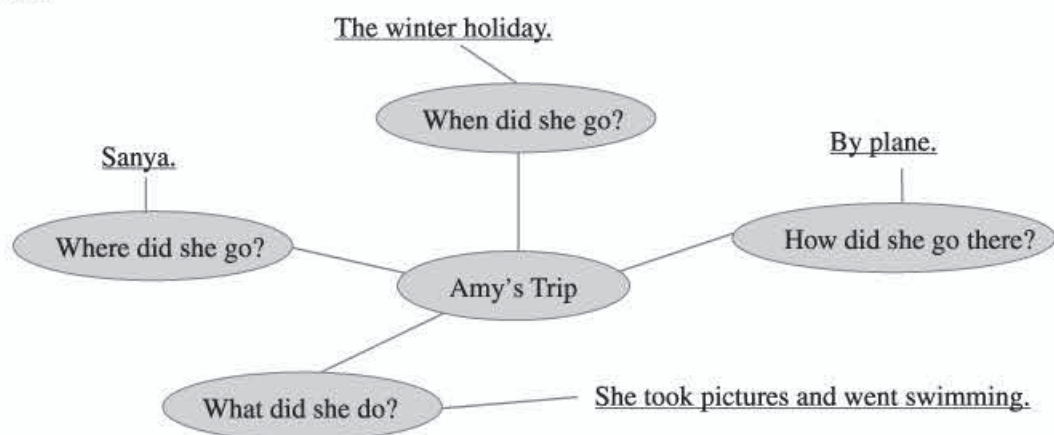 The winter holiday.
When did she go?
Sanya.
By plane.
Where did she go?
How did she go there?
Amy's Trip
What did she do?
She took pictures and went swimming.